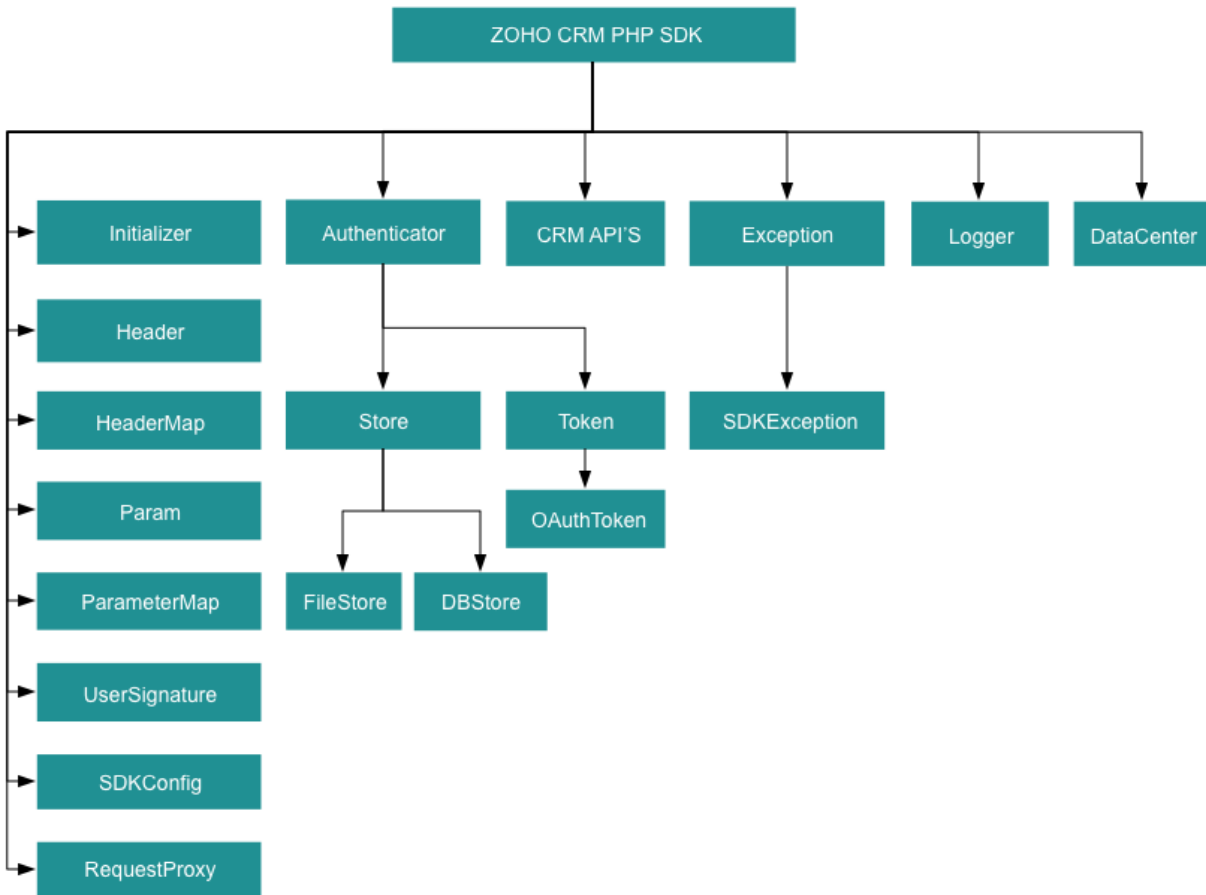 ZOHO CRM PHP SDK
Initializer
Authenticator
CRM API'S
Exception
Logger
DataCenter
Header
HeaderMap
Store
Token
SDKException
Param
OAuthToken
ParameterMap
FileStore
DBStore
UserSignature
SDKConfig
RequestProxy